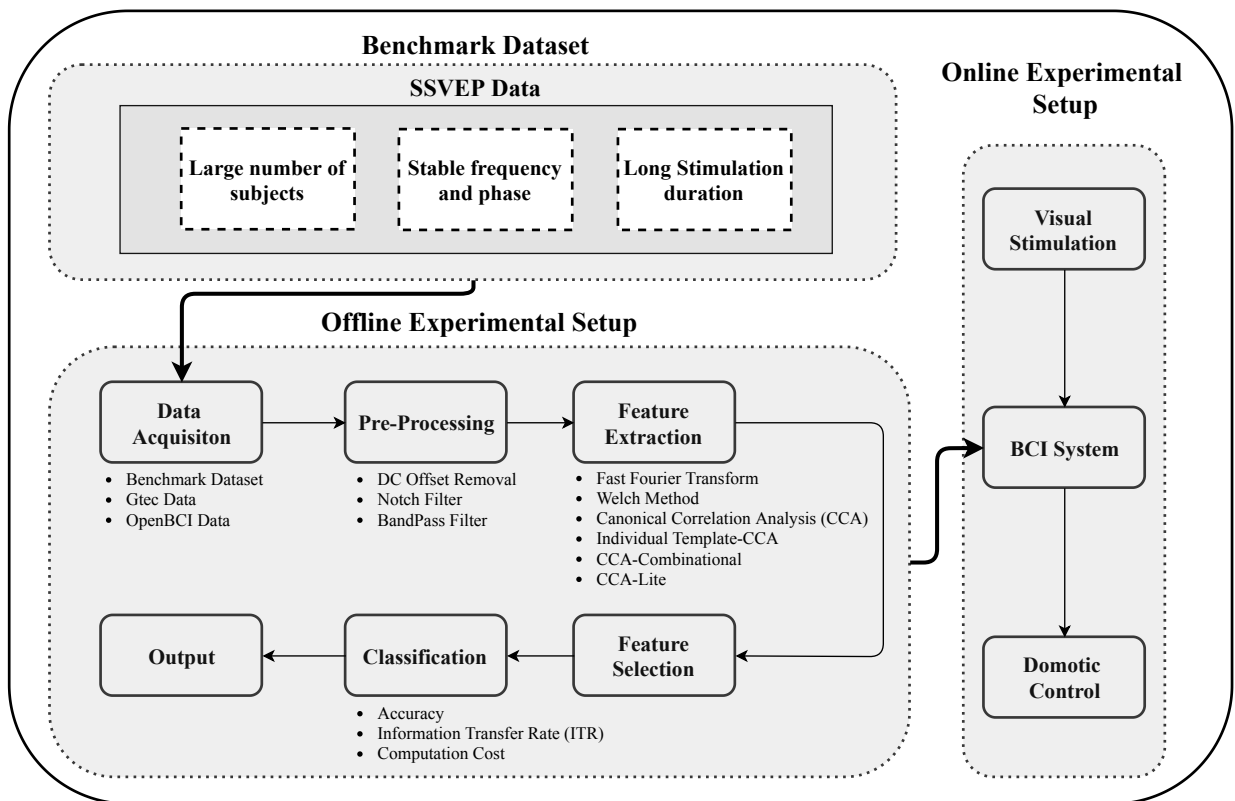 Benchmark Dataset
SSVEP Data
Large number of
subjects
Stable frequency
and phase
Long Stimulation
duration
Offline Experimental Setup
Data
Acquisiton
• Benchmark Dataset
• Gtec Data
• OpenBCI Data
Pre-Processing
• DC Offset Removal
• Notch Filter
• BandPass Filter
Feature
Extraction
• Fast Fourier Transform
• Welch Method
• Canonical Correlation Analysis (CCA)
• Individual Template-CCA
• CCA-Combinational
• CCA-Lite
Feature
Selection
Classification
• Accuracy
• Information Transfer Rate (ITR)
• Computation Cost
Output
Online Experimental
Setup
Visual
Stimulation
BCI System
Domotic
Control